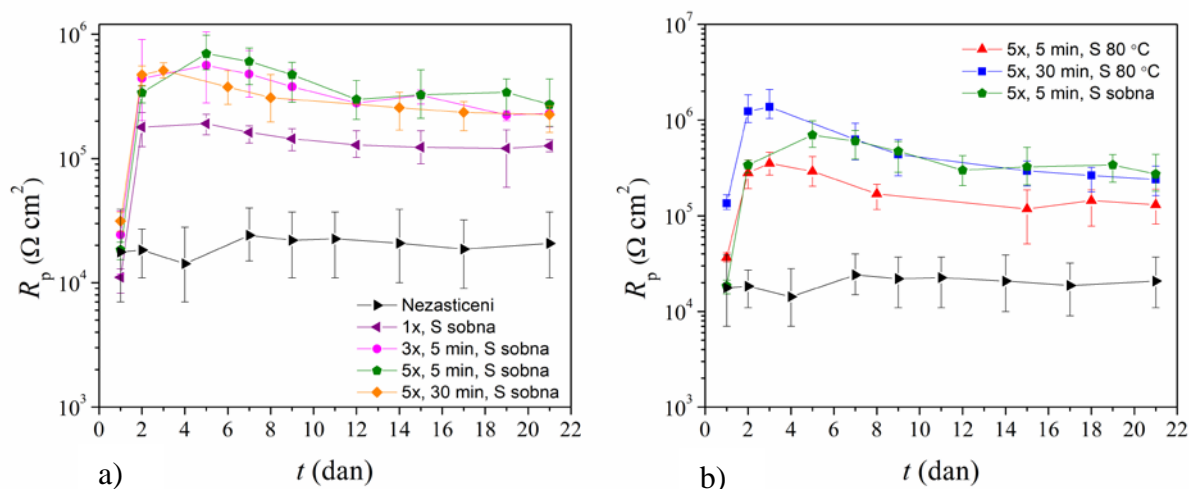 10⁶
10⁵
10⁴
10³
Rₚ (Ω cm²)
Nezasticeni
1x, S sobna
3x, 5 min, S sobna
5x, 5 min, S sobna
5x, 30 min, S sobna
0 2 4 6 8 10 12 14 16 18 20 22
t (dan)
a)
10⁷
10⁶
10⁵
10⁴
10³
Rₚ (Ω cm²)
5x, 5 min, S 80 °C
5x, 30 min, S 80 °C
5x, 5 min, S sobna
0 2 4 6 8 10 12 14 16 18 20 22
t (dan)
b)